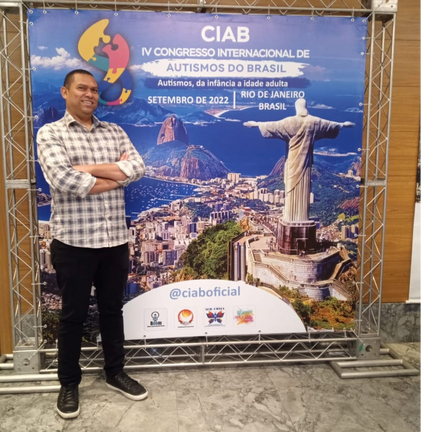 CIAB
IV CONGRESSO INTERNACIONAL DE
AUTISMOS DO BRASIL
Autismos, da infância a idade adulta
SETEMBRO DE 2022 | RIO DE JANEIRO
BRASIL
@ciaboficial